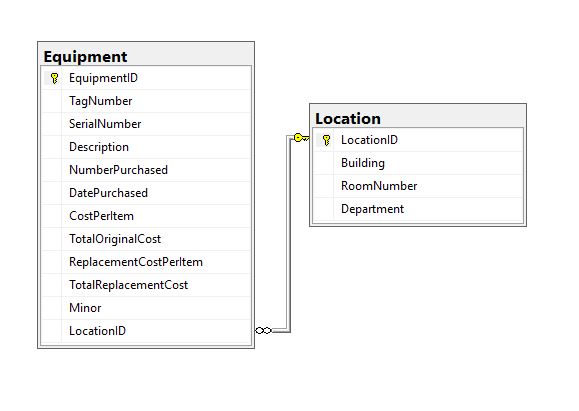 Equipment
EquipmentID
TagNumber
SerialNumber
Description
NumberPurchased
DatePurchased
CostPerItem
TotalOriginalCost
ReplacementCostPerItem
TotalReplacementCost
Minor
LocationID
Location
LocationID
Building
RoomNumber
Department